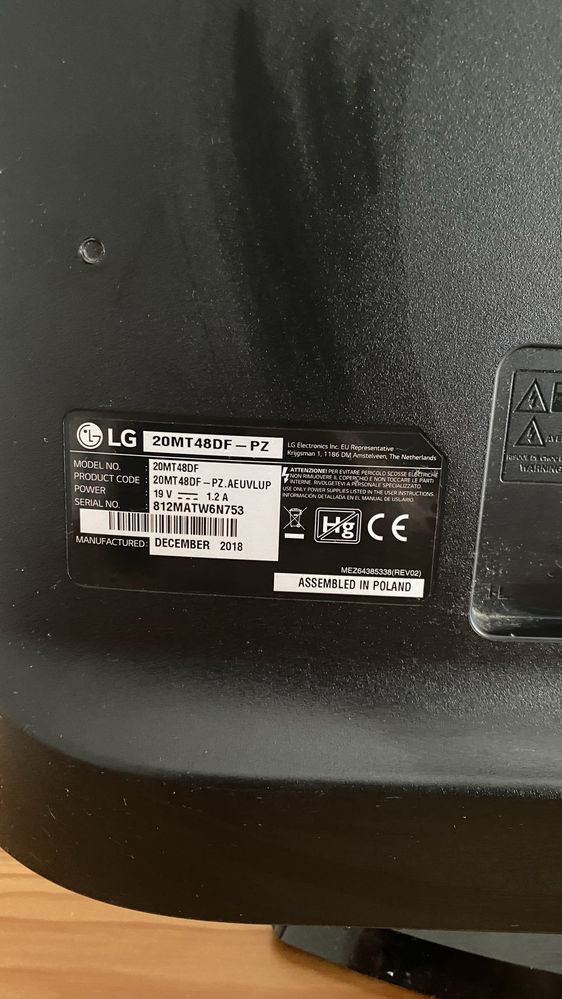 LG 20MT48DF-PZ
LG Electronics Inc. EU Representative
Krijgsman 1, 1186 DM Amstelveen, The Netherlands
MODEL NO. : 20MT48DF
PRODUCT CODE : 20MT48DF-PZ.AEUVLUP
POWER : 19 V ⎓ 1.2 A
SERIAL NO. : 812MATW6N753
MANUFACTURED: DECEMBER 2018
ATTENZIONE! PER EVITARE PERICOLO SCOSSE ELETTRICHE
NON RIMUOVERE IL COPERCHIO E NON TOCCARE LE PARTI
INTERNE. RIVOLGETEVI A PERSONALE SPECIALIZZATO.
USE ONLY POWER SUPPLIES LISTED IN THE USER INSTRUCTIONS
INFORMACIÓN DETALLADA EN EL MANUAL DE USUARIO.
Hg CE
MEZ64385338(REV02)
ASSEMBLED IN POLAND
WARNING